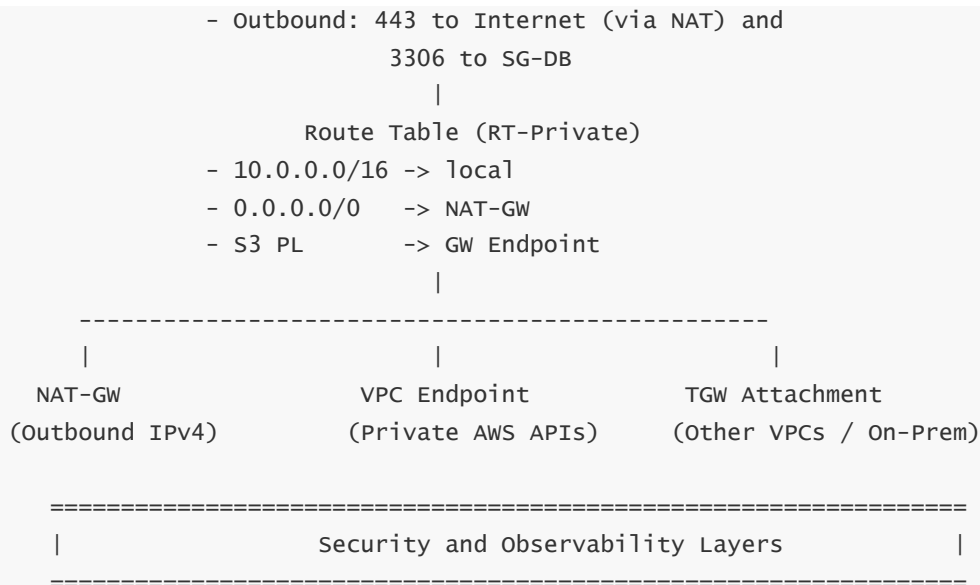 - Outbound: 443 to Internet (via NAT) and
3306 to SG-DB
|
Route Table (RT-Private)
- 10.0.0.0/16 -> local
- 0.0.0.0/0   -> NAT-GW
- S3 PL       -> GW Endpoint
|
-------------------------------------------------
|                        |                       |
NAT-GW                 VPC Endpoint            TGW Attachment
(Outbound IPv4)         (Private AWS APIs)     (Other VPCs / On-Prem)
=================================================================
|                  Security and Observability Layers            |
=================================================================